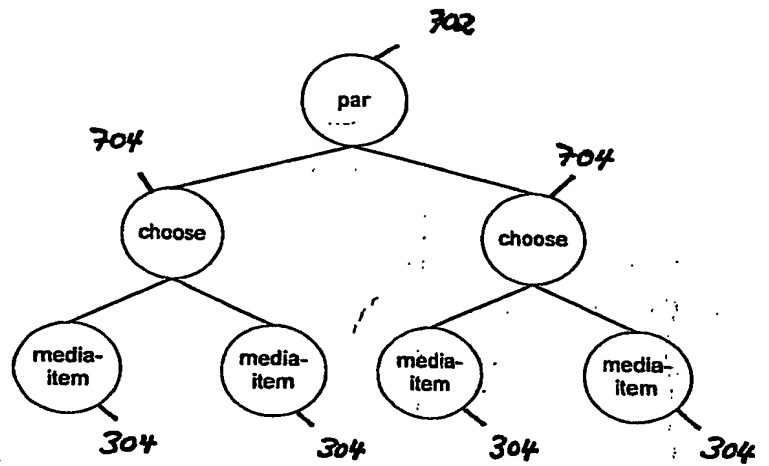 702
par
704
704
choose
choose
media-
item
media-
item
media-
item
media-
item
304
304
304
304